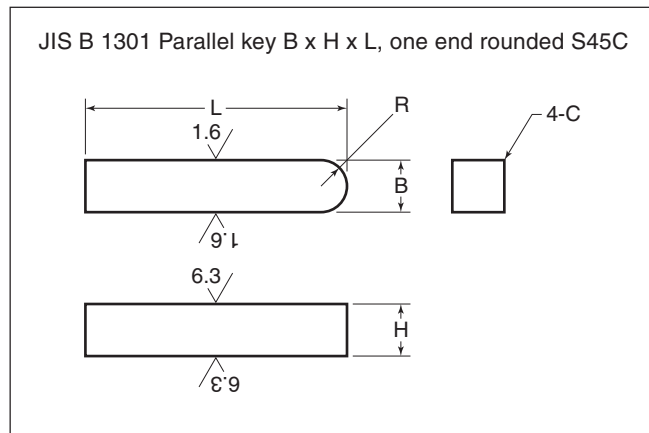 JIS B 1301 Parallel key B x H x L, one end rounded S45C
L
R
1.6
4-C
B
1.6
6.3
H
6.3